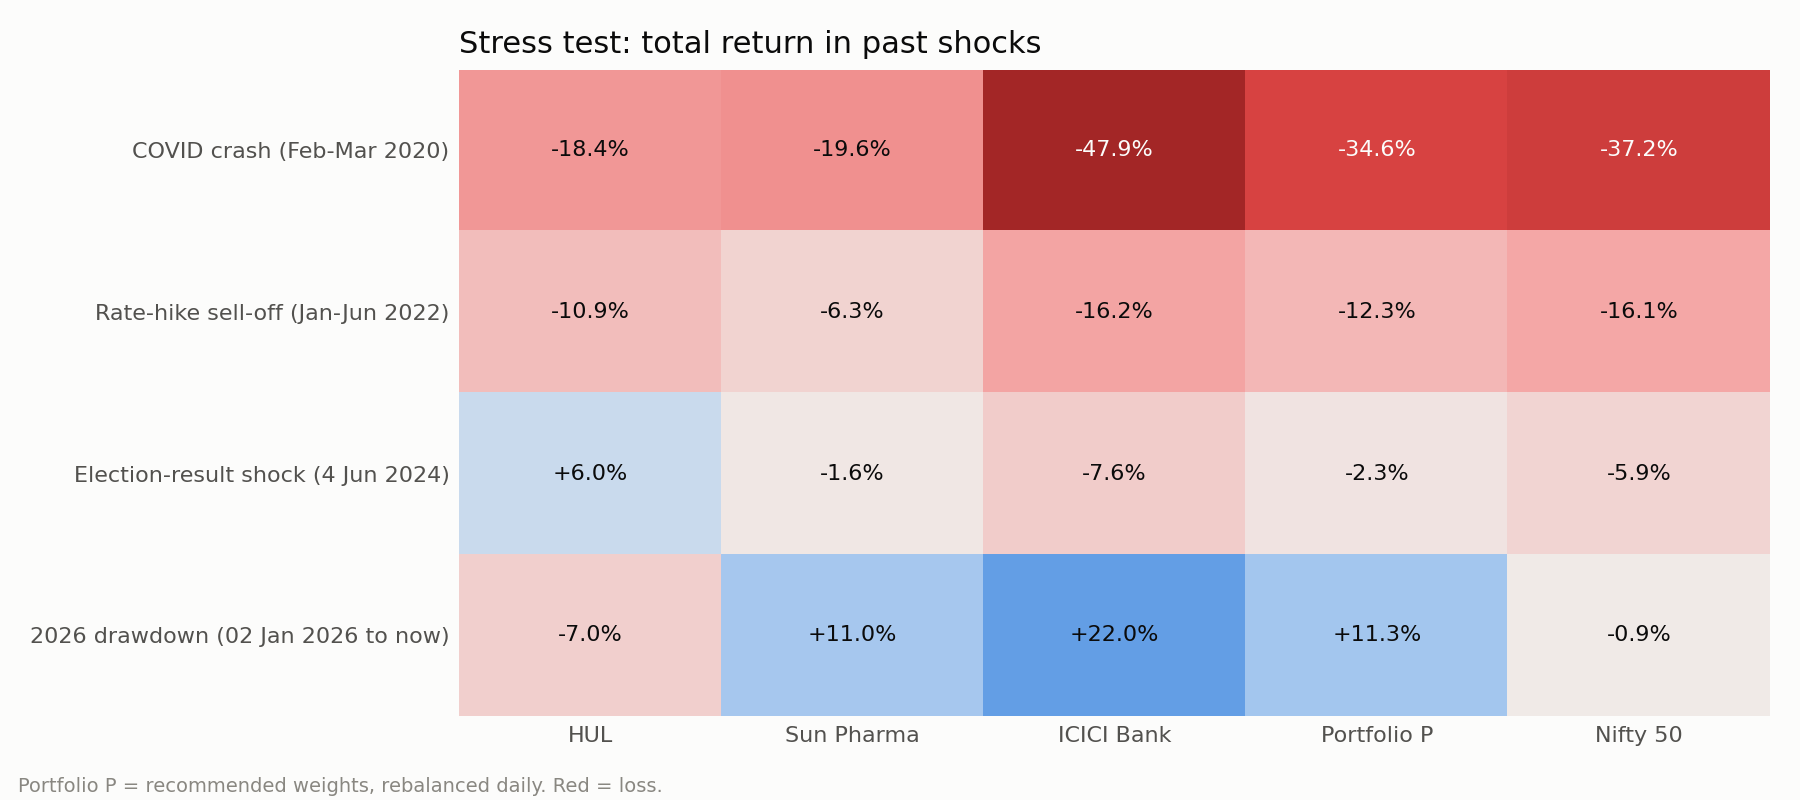 Stress test: total return in past shocks
COVID crash (Feb-Mar 2020) -18.4% -19.6% -47.9% -34.6% -37.2%
Rate-hike sell-off (Jan-Jun 2022) -10.9% -6.3% -16.2% -12.3% -16.1%
Election-result shock (4 Jun 2024) +6.0% -1.6% -7.6% -2.3% -5.9%
2026 drawdown (02 Jan 2026 to now) -7.0% +11.0% +22.0% +11.3% -0.9%
HUL Sun Pharma ICICI Bank Portfolio P Nifty 50
Portfolio P = recommended weights, rebalanced daily. Red = loss.